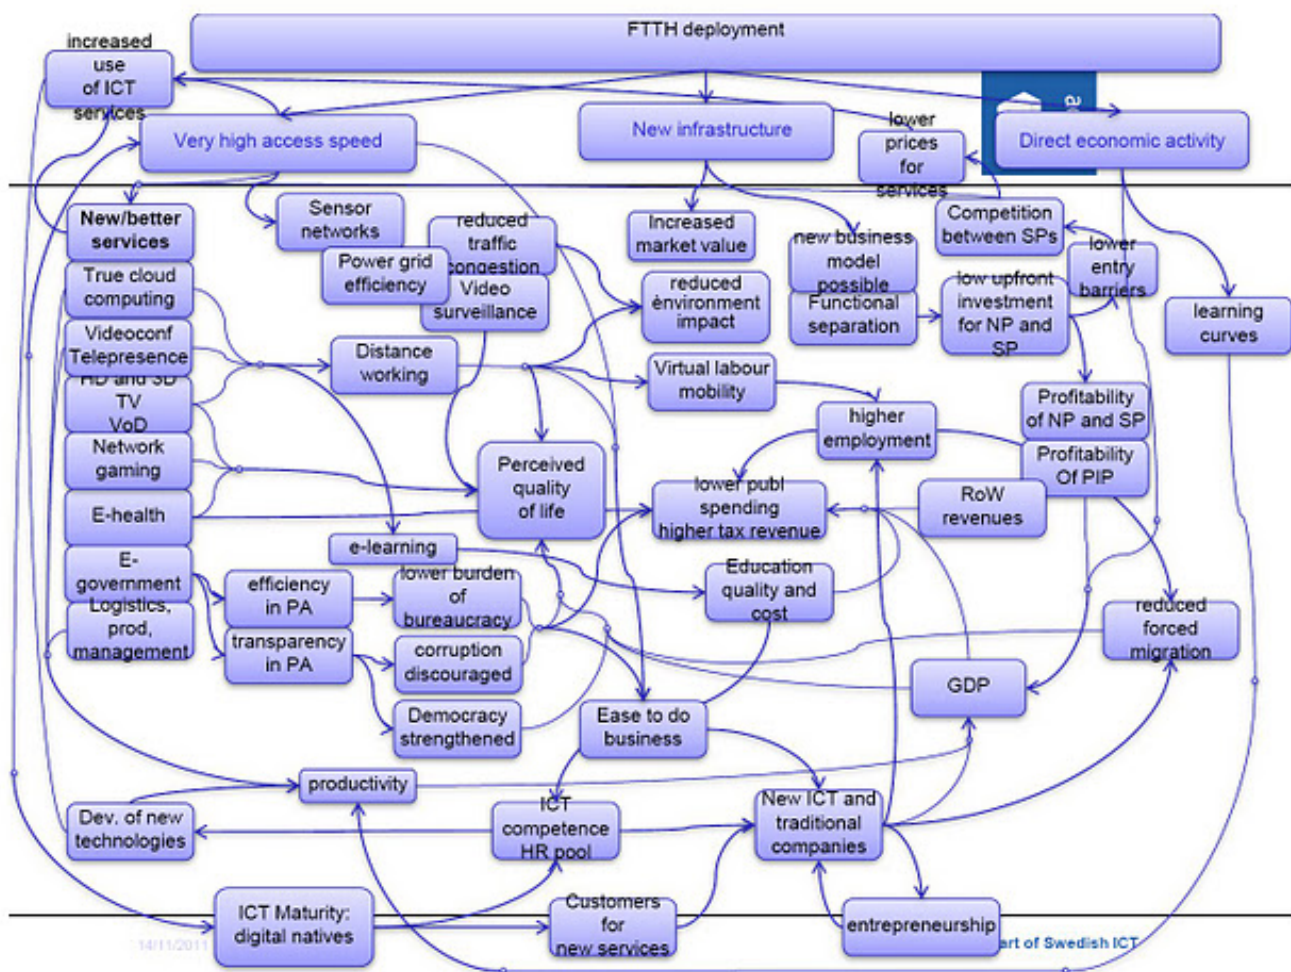 FTTH deployment
increased
use
of ICT
services
Very high access speed
New infrastructure
lower
prices
for
services
Direct economic activity
New/better
services
Sensor
networks
reduced
traffic
congestion
Increased
market value
new business
model
possible
Competition
between SPs
lower
entry
barriers
Power grid
efficiency
Video
surveillance
True cloud
computing
reduced
environment
impact
Functional
separation
low upfront
investment
for NP and
SP
learning
curves
Videoconf
Telepresence
Distance
working
Virtual labour
mobility
HD and 3D
TV
VoD
higher
employment
Profitability
of NP and SP
Network
gaming
Perceived
quality
of life
lower publ
spending
higher tax revenue
RoW
revenues
Profitability
Of PIP
E-health
e-learning
E-
government
efficiency
in PA
lower burden
of
bureaucracy
Education
quality and
cost
reduced
forced
migration
Logistics,
prod,
management
transparency
in PA
corruption
discouraged
GDP
Democracy
strengthened
Ease to do
business
productivity
Dev. of new
technologies
ICT
competence
HR pool
New ICT and
traditional
companies
ICT Maturity:
digital natives
Customers
for
new services
entrepreneurship
14/11/2011
art of Swedish ICT